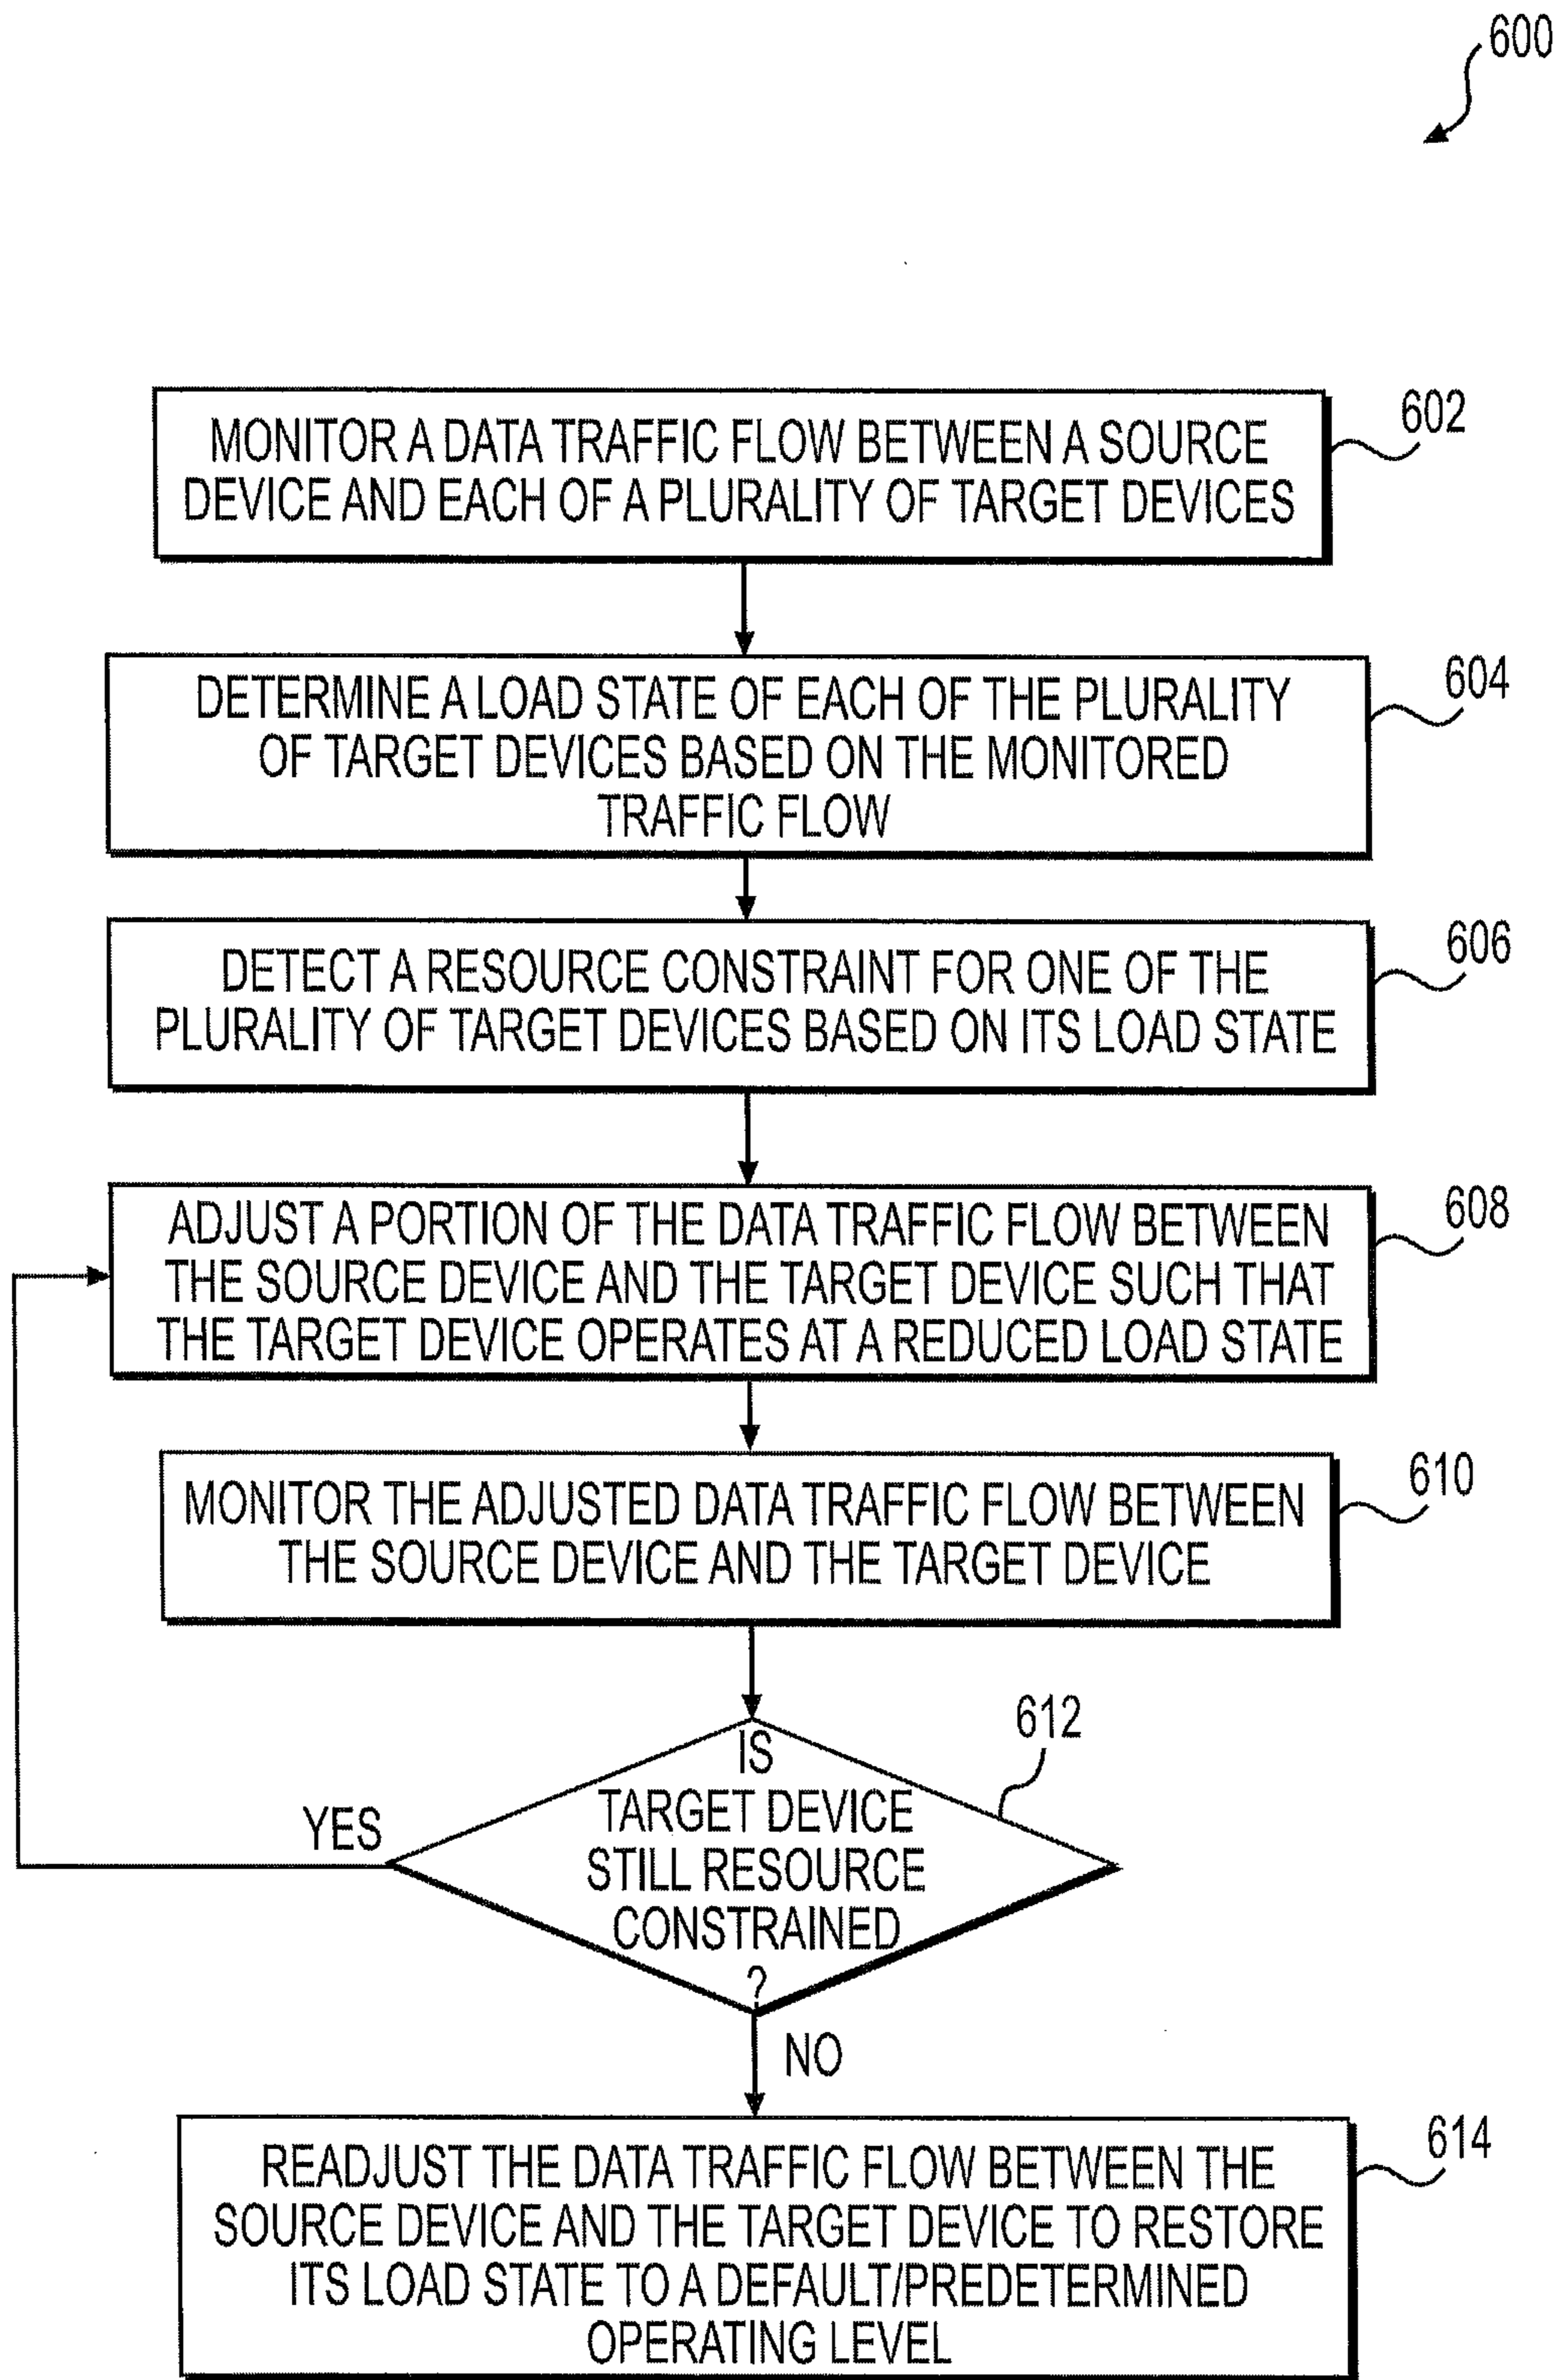 600
MONITOR A DATA TRAFFIC FLOW BETWEEN A SOURCE
DEVICE AND EACH OF A PLURALITY OF TARGET DEVICES
602
DETERMINE A LOAD STATE OF EACH OF THE PLURALITY
OF TARGET DEVICES BASED ON THE MONITORED
TRAFFIC FLOW
604
DETECT A RESOURCE CONSTRAINT FOR ONE OF THE
PLURALITY OF TARGET DEVICES BASED ON ITS LOAD STATE
606
ADJUST A PORTION OF THE DATA TRAFFIC FLOW BETWEEN
THE SOURCE DEVICE AND THE TARGET DEVICE SUCH THAT
THE TARGET DEVICE OPERATES AT A REDUCED LOAD STATE
608
MONITOR THE ADJUSTED DATA TRAFFIC FLOW BETWEEN
THE SOURCE DEVICE AND THE TARGET DEVICE
610
IS
TARGET DEVICE
STILL RESOURCE
CONSTRAINED
?
612
YES
NO
READJUST THE DATA TRAFFIC FLOW BETWEEN THE
SOURCE DEVICE AND THE TARGET DEVICE TO RESTORE
ITS LOAD STATE TO A DEFAULT/PREDETERMINED
OPERATING LEVEL
614